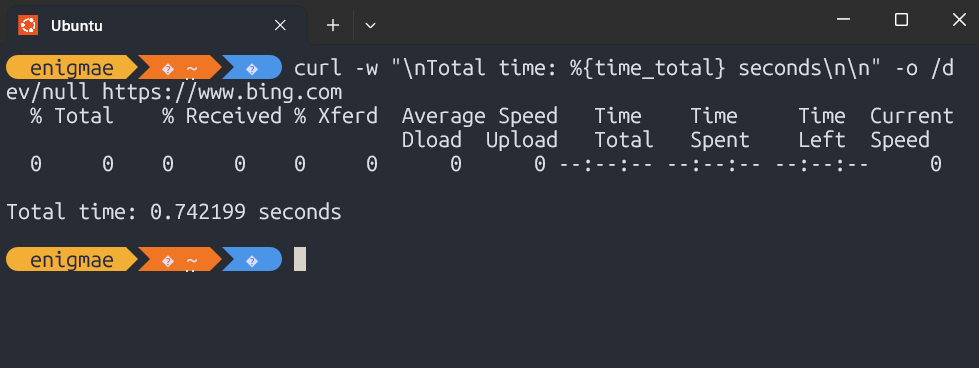 Ubuntu
enigmae � ~ � curl -w "\nTotal time: %{time_total} seconds\n\n" -o /d
ev/null https://www.bing.com
% Total % Received % Xferd Average Speed Time Time Time Current
Dload Upload Total Spent Left Speed
0 0 0 0 0 0 0 0 --:--:-- --:--:-- --:--:-- 0
Total time: 0.742199 seconds
enigmae � ~ �